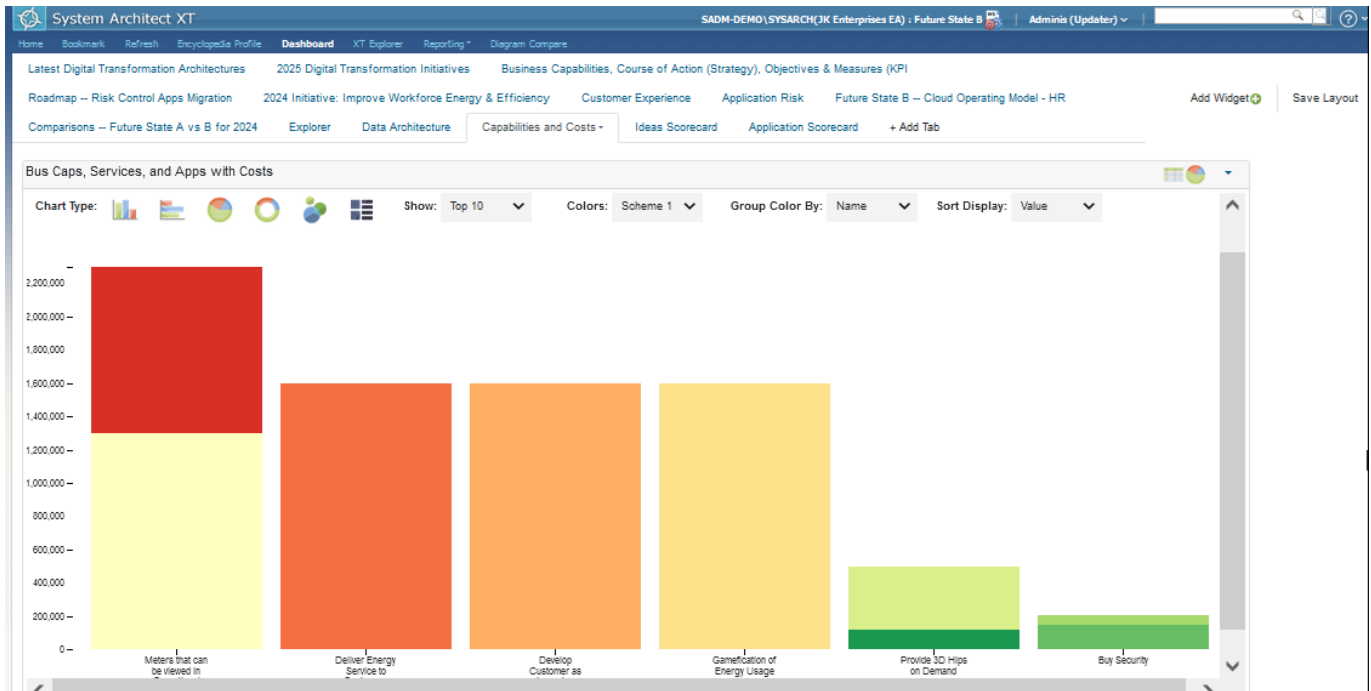 System Architect XT
SADM-DEMO\SYSARCH(JK Enterprises EA) : Future State B | Adminis (Updater)
Home Bookmark Refresh Encyclopedia Profile Dashboard XT Explorer Reporting Diagram Compare
Latest Digital Transformation Architectures 2025 Digital Transformation Initiatives Business Capabilities, Course of Action (Strategy), Objectives & Measures (KPI
Roadmap -- Risk Control Apps Migration 2024 Initiative: Improve Workforce Energy & Efficiency Customer Experience Application Risk Future State B -- Cloud Operating Model - HR
Add Widget Save Layout
Comparisons -- Future State A vs B for 2024 Explorer Data Architecture Capabilities and Costs Ideas Scorecard Application Scorecard + Add Tab
Bus Caps, Services, and Apps with Costs
Chart Type: Show: Top 10 Colors: Scheme 1 Group Color By: Name Sort Display: Value
2,200,000
2,000,000
1,800,000
1,600,000
1,400,000
1,200,000
1,000,000
800,000
600,000
400,000
200,000
0
Meters that can
be viewed in
Deliver Energy
Service to
Develop
Customer as
Gamefication of
Energy Usage
Provide 3D Hips
on Demand
Buy Security